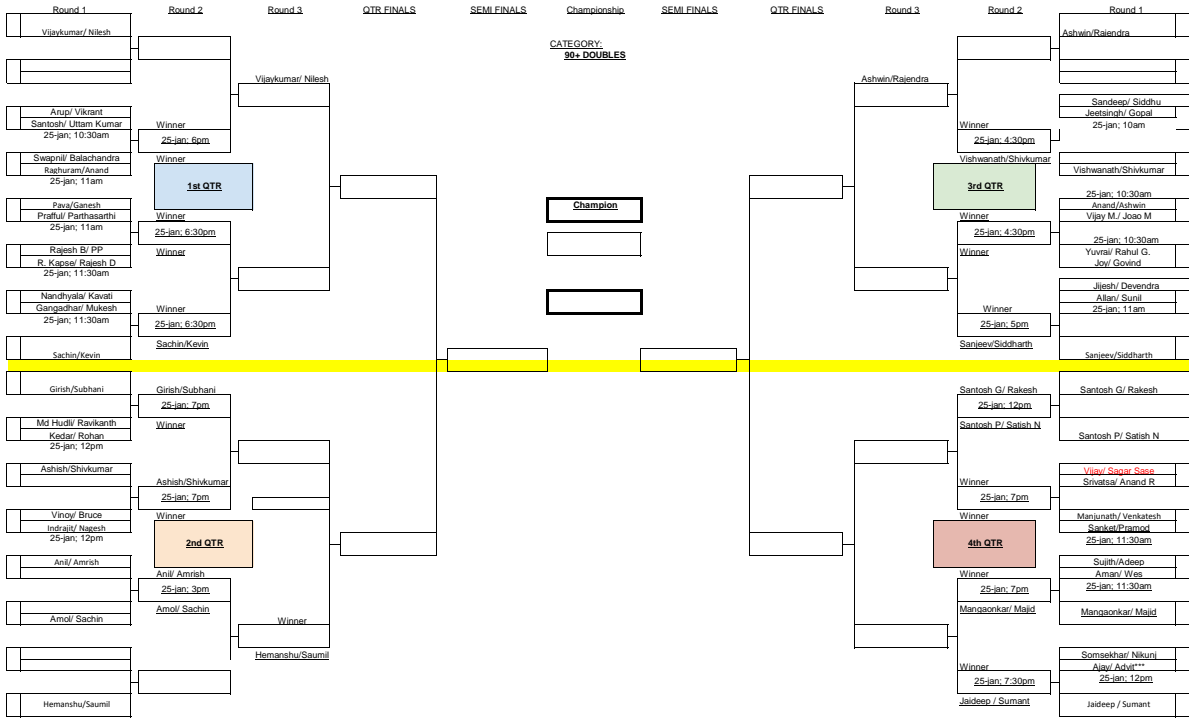 Round 1 Round 2 Round 3 QTR FINALS SEMI FINALS Championship SEMI FINALS QTR FINALS Round 3 Round 2 Round 1
CATEGORY:
90+ DOUBLES
Vijaykumar/ Nilesh
Vijaykumar/ Nilesh
Arup/ Vikrant
Santosh/ Uttam Kumar
25-jan; 10:30am
Winner
25-jan; 6pm
Winner
Swapnil/ Balachandra
Raghuram/Anand
25-jan; 11am
1st QTR
Pava/Ganesh
Prafful/ Parthasarthi
25-jan; 11am
Winner
25-jan; 6:30pm
Winner
Rajesh B/ PP
R. Kapse/ Rajesh D
25-jan; 11:30am
Nandhyala/ Kavati
Gangadhar/ Mukesh
25-jan; 11:30am
Winner
25-jan; 6:30pm
Sachin/Kevin
Sachin/Kevin
Girish/Subhani
Girish/Subhani
25-jan; 7pm
Winner
Md Hudli/ Ravikanth
Kedar/ Rohan
25-jan; 12pm
Ashish/Shivkumar
Ashish/Shivkumar
25-jan; 7pm
Winner
Vinoy/ Bruce
Indrajit/ Nagesh
25-jan; 12pm
2nd QTR
Anil/ Amrish
Anil/ Amrish
25-jan; 3pm
Amol/ Sachin
Amol/ Sachin
Winner
Hemanshu/Saumil
Hemanshu/Saumil
Champion
Ashwin/Rajendra
Ashwin/Rajendra
Sandeep/ Siddhu
Jeetsingh/ Gopal
25-jan; 10am
Winner
25-jan; 4:30pm
Vishwanath/Shivkumar
Vishwanath/Shivkumar
3rd QTR
25-jan; 10:30am
Anand/Ashwin
Vijay M./ Joao M
Winner
25-jan; 4:30pm
Winner
25-jan; 10:30am
Yuvraj/ Rahul G.
Joy/ Govind
Jijesh/ Devendra
Allan/ Sunil
25-jan; 11am
Winner
25-jan; 5pm
Sanjeev/Siddharth
Sanjeev/Siddharth
Santosh G/ Rakesh
Santosh G/ Rakesh
25-jan; 12pm
Santosh P/ Satish N
Santosh P/ Satish N
Vijay/ Sagar Sase
Srivatsa/ Anand R
Winner
25-jan; 7pm
Winner
Manjunath/ Venkatesh
Sanket/Pramod
25-jan; 11:30am
4th QTR
Sujith/Adeep
Aman/ Wes
25-jan; 11:30am
Winner
25-jan; 7pm
Mangaonkar/ Majid
Mangaonkar/ Majid
Somsekhar/ Nikunj
Ajay/ Advit***
25-jan; 12pm
Winner
25-jan; 7:30pm
Jaideep / Sumant
Jaideep / Sumant